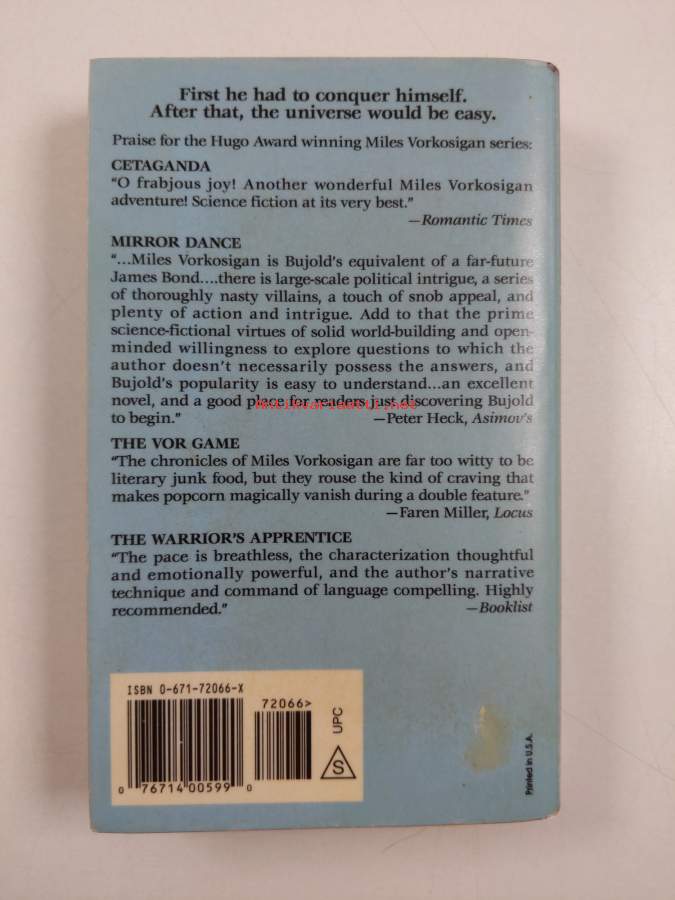 First he had to conquer himself.
After that, the universe would be easy.
Praise for the Hugo Award winning Miles Vorkosigan series:
CETAGANDA
"O frabjous joy! Another wonderful Miles Vorkosigan
adventure! Science fiction at its very best."
—Romantic Times
MIRROR DANCE
"...Miles Vorkosigan is Bujold's equivalent of a far-future
James Bond....there is large-scale political intrigue, a series
of thoroughly nasty villains, a touch of snob appeal, and
plenty of action and intrigue. Add to that the prime
science-fictional virtues of solid world-building and open-
minded willingness to explore questions to which the
author doesn't necessarily possess the answers, and
Bujold's popularity is easy to understand...an excellent
novel, and a good place for readers just discovering Bujold
Antikvariaatti.net
to begin." —Peter Heck, Asimov's
THE VOR GAME
"The chronicles of Miles Vorkosigan are far too witty to be
literary junk food, but they rouse the kind of craving that
makes popcorn magically vanish during a double feature."
—Faren Miller, Locus
THE WARRIOR'S APPRENTICE
"The pace is breathless, the characterization thoughtful
and emotionally powerful, and the author's narrative
technique and command of language compelling. Highly
recommended." —Booklist
ISBN 0-671-72066-X
72066>
UPC
S
0 76714 00599 0
Printed in U.S.A.